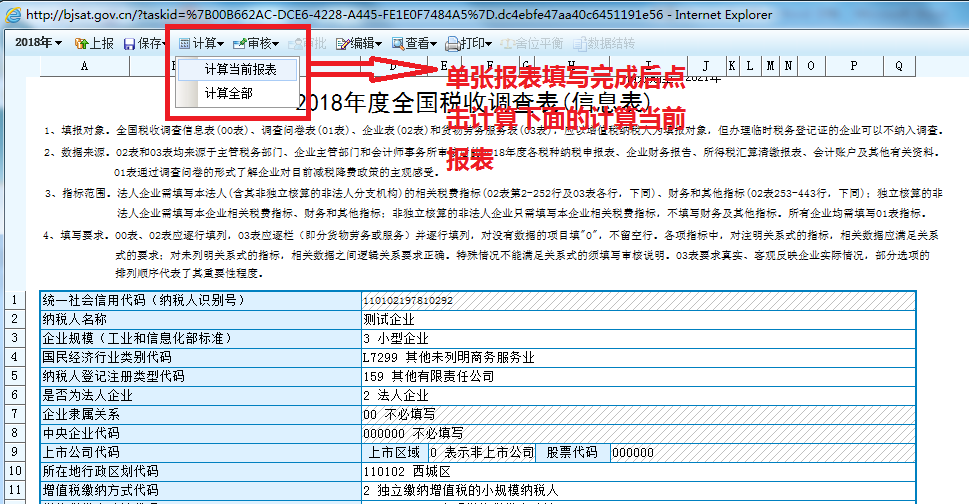 http://bjsat.gov.cn/?taskid=%7B00B662AC-DCE6-4228-A445-FE1E0F7484A5%7D.dc4ebfe47aa40c6451191e56 - Internet Explorer
2018年 上报 保存 计算 审核 审批 编辑 查看 打印 舍位平衡 数据结转
计算当前报表
计算全部
A D E F G H I J K L M N O P Q
单张报表填写完成后点
击计算下面的计算当前
报表
2018年度全国税收调查表(信息表)
1、填报对象。全国税收调查信息表(00表)、调查问卷表(01表)、企业表(02表)和货物劳务服务表(03表)，应以增值税纳税人为填报对象，但办理临时税务登记证的企业可以不纳入调查。
2、数据来源。02表和03表均来源于主管税务部门、企业主管部门和会计师事务所审 2018年度各税种纳税申报表、企业财务报告、所得税汇算清缴报表、会计账户及其他有关资料。
01表通过调查问卷的形式了解企业对目前减税降费政策的主观感受。
3、指标范围。法人企业需填写本法人(含其非独立核算的非法人分支机构)的相关税费指标(02表第2-252行及03表各行，下同)、财务和其他指标(02表253-443行，下同)；独立核算的非
法人企业需填写本企业相关税费指标、财务和其他指标；非独立核算的非法人企业只需填写本企业相关税费指标，不填写财务及其他指标。所有企业均需填写01表指标。
4、填写要求。00表、02表应逐行填列，03表应逐栏（即分货物劳务或服务）并逐行填列，对没有数据的项目填"0"，不留空行。各项指标中，对注明关系式的指标，相关数据应满足关系
式的要求；对未列明关系式的指标，相关数据之间逻辑关系要求正确。特殊情况不能满足关系式的须填写审核说明。03表要求真实、客观反映企业实际情况，部分选项的
排列顺序代表了其重要性程度。
1 统一社会信用代码（纳税人识别号） 110102197810292
2 纳税人名称 测试企业
3 企业规模（工业和信息化部标准） 3 小型企业
4 国民经济行业类别代码 L7299 其他未列明商务服务业
5 纳税人登记注册类型代码 159 其他有限责任公司
6 是否为法人企业 2 法人企业
7 企业隶属关系 00 不必填写
8 中央企业代码 000000 不必填写
9 上市公司代码 上市区域 0 表示非上市公司 股票代码 000000
10 所在地行政区划代码 110102 西城区
11 增值税缴纳方式代码 2 独立缴纳增值税的小规模纳税人